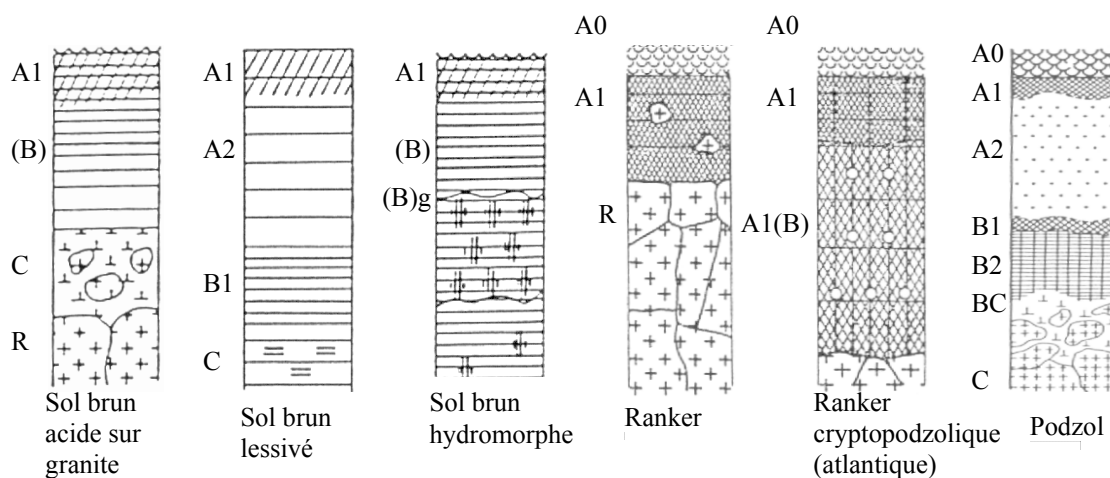 A1
(B)
C
R
Sol brun
acide sur
granite
A1
A2
B1
C
Sol brun
lessivé
A1
(B)
(B)g
Sol brun
hydromorphe
A0
A1
R
Ranker
A0
A1
A1(B)
Ranker
cryptopodzolique
(atlantique)
A0
A1
A2
B1
B2
BC
C
Podzol